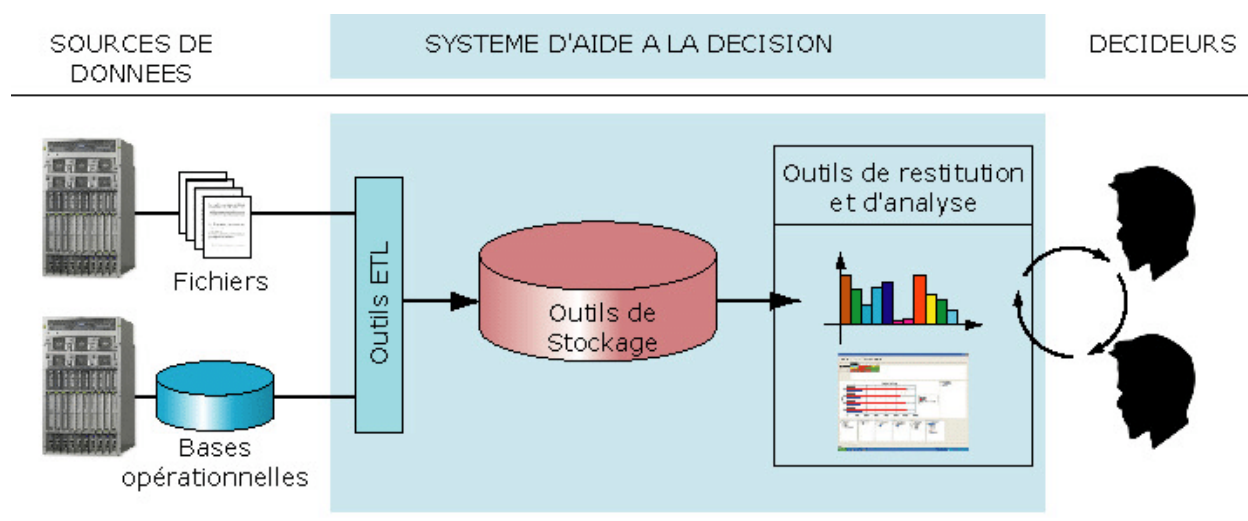 SOURCES DE
DONNEES
SYSTEME D'AIDE A LA DECISION
DECIDEURS
Fichiers
Bases
opérationnelles
Outils ETL
Outils de
Stockage
Outils de restitution
et d'analyse